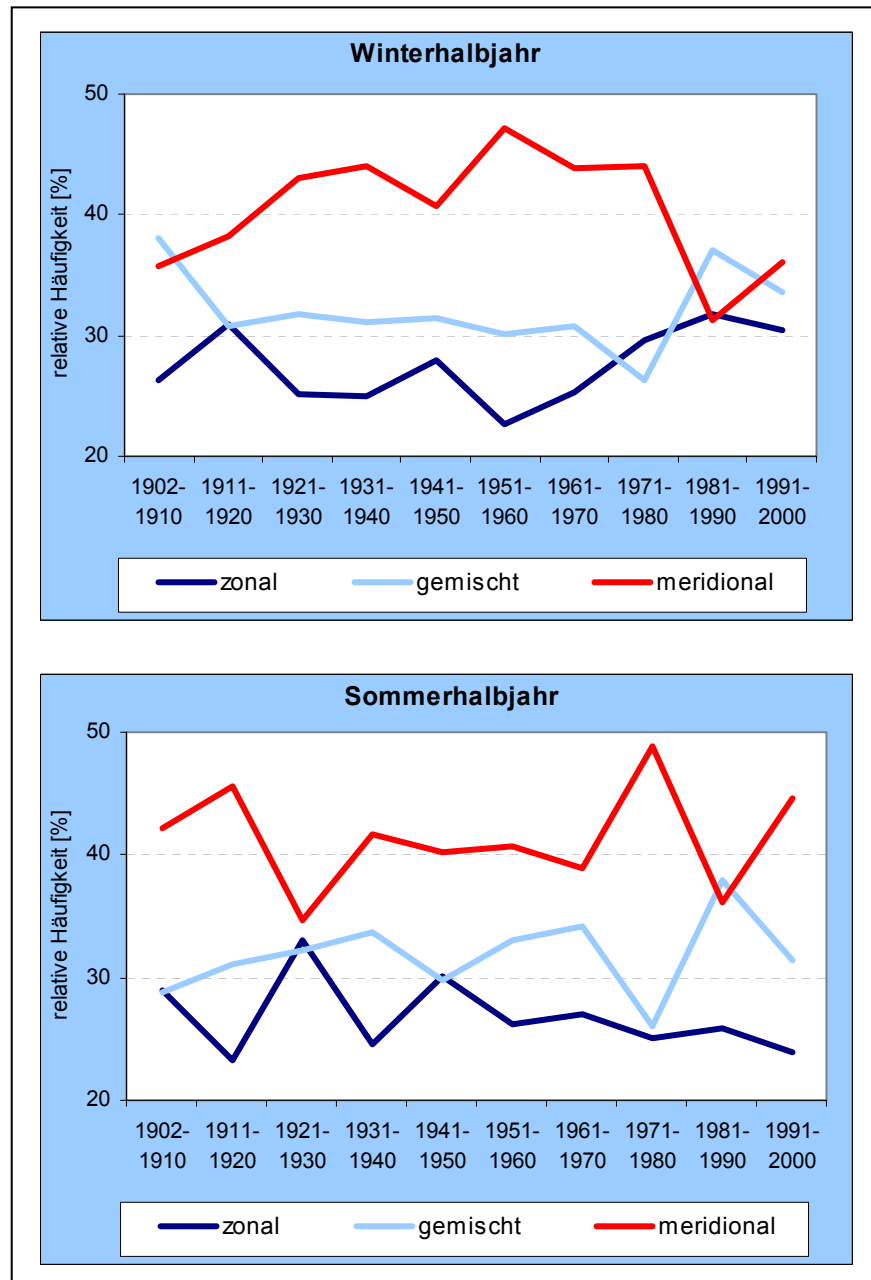 Winterhalbjahr
relative Häufigkeit [%]
50
40
30
20
1902- 1911- 1921- 1931- 1941- 1951- 1961- 1971- 1981- 1991-
1910 1920 1930 1940 1950 1960 1970 1980 1990 2000
zonal gemischt meridional
Sommerhalbjahr
relative Häufigkeit [%]
50
40
30
20
1902- 1911- 1921- 1931- 1941- 1951- 1961- 1971- 1981- 1991-
1910 1920 1930 1940 1950 1960 1970 1980 1990 2000
zonal gemischt meridional